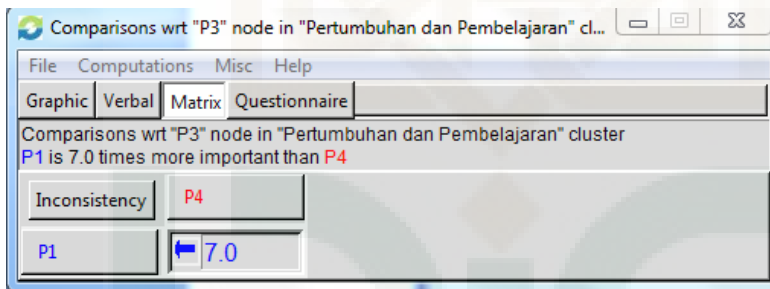 Comparisons wrt "P3" node in "Pertumbuhan dan Pembelajaran" cl...
File Computations Misc Help
Graphic Verbal Matrix Questionnaire
Comparisons wrt "P3" node in "Pertumbuhan dan Pembelajaran" cluster
P1 is 7.0 times more important than P4
Inconsistency P4
P1 7.0